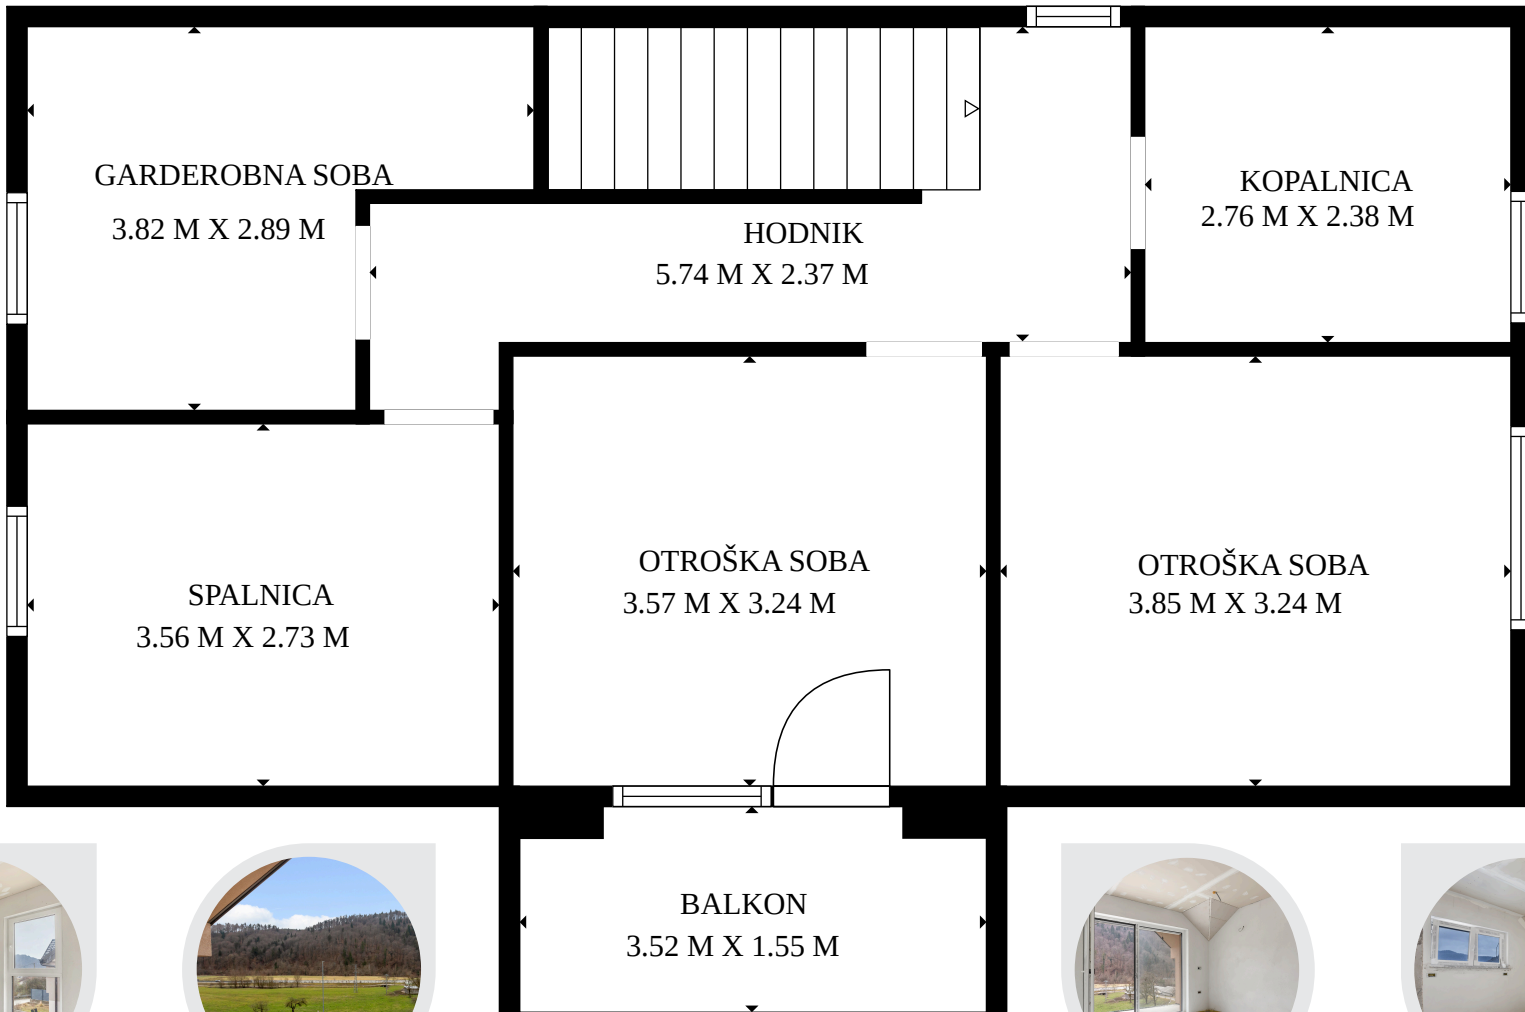 GARDEROBNA SOBA
3.82 M X 2.89 M
HODNIK
5.74 M X 2.37 M
KOPALNICA
2.76 M X 2.38 M
SPALNICA
3.56 M X 2.73 M
OTROŠKA SOBA
3.57 M X 3.24 M
OTROŠKA SOBA
3.85 M X 3.24 M
BALKON
3.52 M X 1.55 M